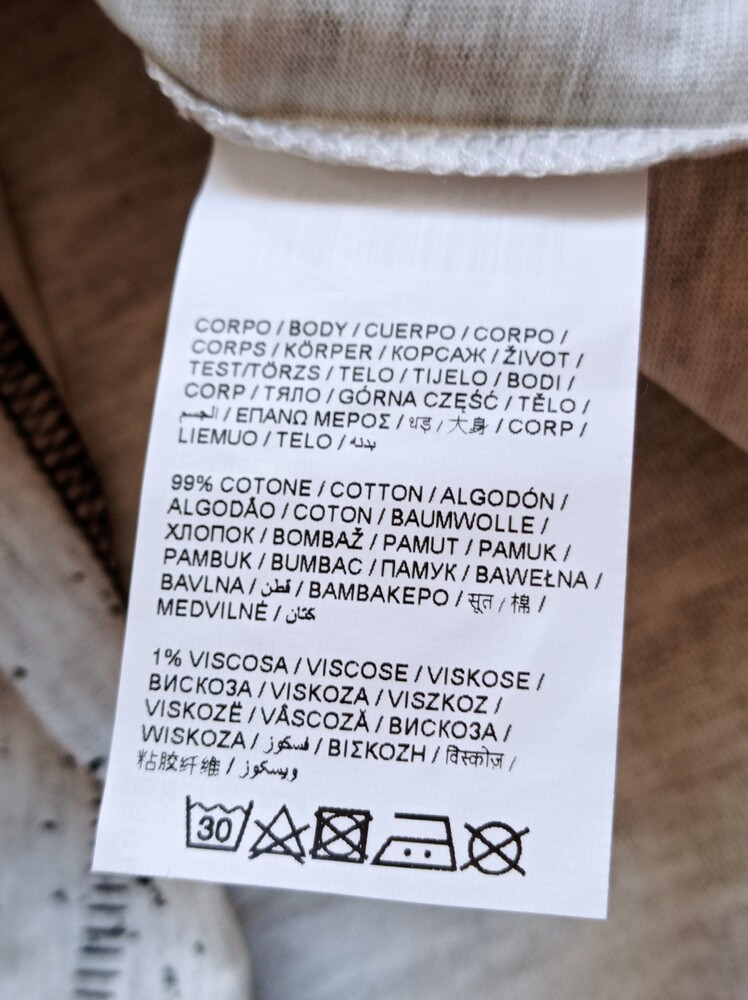 CORPO / BODY / CUERPO / CORPO /
CORPS / KÖRPER / КОРСАЖ / ŽIVOT /
TEST/TÖRZS / TELO / TIJELO / BODI /
CORP / ТЯЛО / GÓRNA CZĘŚĆ / TĚLO /
الجسم / ΕΠΑΝΩ ΜΕΡΟΣ / धड़ / 大身 / CORP /
LIEMUO / TELO / بدنه
99% COTONE / COTTON / ALGODÓN /
ALGODÃO / COTON / BAUMWOLLE /
ХЛОПОК / BOMBAŽ / PAMUT / PAMUK /
PAMBUK / BUMBAC / ПАМУК / BAWEŁNA /
BAVLNA / قطن / ΒΑΜΒΑΚΕΡΟ / सूत / 棉 /
MEDVILNĖ / کتان
1% VISCOSA / VISCOSE / VISKOSE /
ВИСКОЗА / VISKOZA / VISZKOZ /
VISKOZË / VÂSCOZĂ / ВИСКОЗА /
WISKOZA / فسكوز / ΒΙΣΚΟΖΗ / विस्कोज़ /
粘胶纤维 / ویسکوز
30